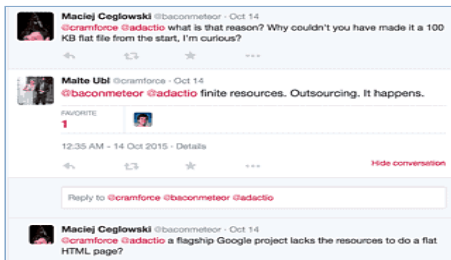 Maciej Ceglowski @baconmeteor · Oct 14
@cramforce @adactio what is that reason? Why couldn't you have made it a 100
KB flat file from the start, I'm curious?
Malte Ubl @cramforce · Oct 14
@baconmeteor @adactio finite resources. Outsourcing. It happens.
FAVORITE
1
12:35 AM - 14 Oct 2015 · Details
Hide conversation
Reply to @cramforce @baconmeteor @adactio
Maciej Ceglowski @baconmeteor · Oct 14
@cramforce @adactio a flagship Google project lacks the resources to do a flat
HTML page?